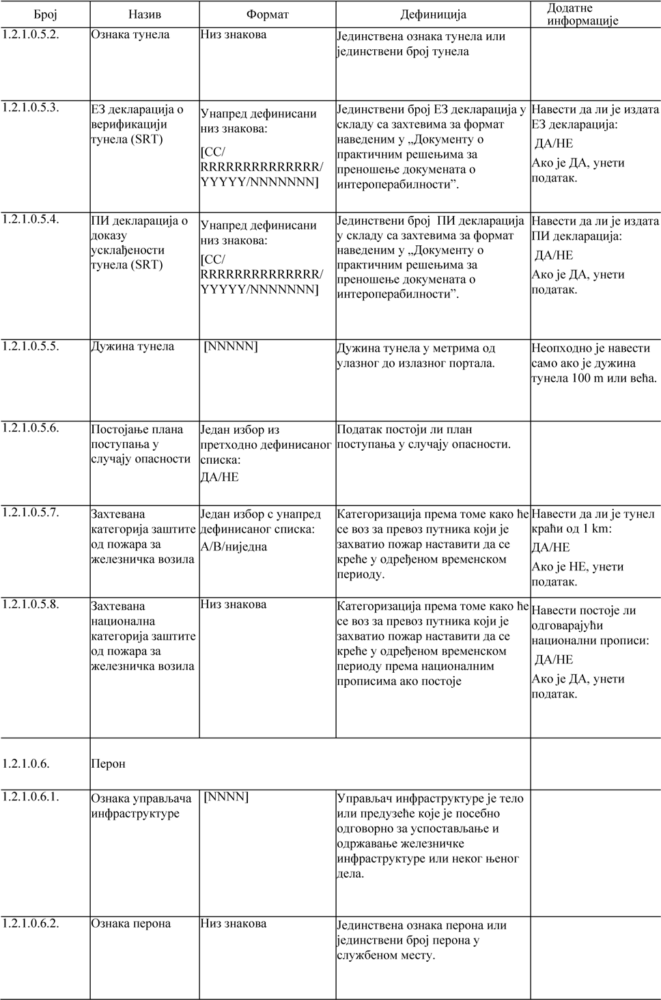 Број Назив Формат Дефиниција Додатне
информације
1.2.1.0.5.2.
Ознака тунела
Низ знакова
Јединствена ознака тунела или
јединствени број тунела
1.2.1.0.5.3.
ЕЗ декларација о
верификацији
тунела (SRT)
Унапред дефинисани
низ знакова:
[CC/
RRRRRRRRRRRRRR/
YYYYY/NNNNNNN]
Јединствени број ЕЗ декларација у
складу са захтевима за формат
наведеним у „Документу о
практичним решењима за
преношење докумената о
интероперабилности”.
Навести да ли је издата
ЕЗ декларација:
ДА/НЕ
Ако је ДА, унети
податак.
1.2.1.0.5.4.
ПИ декларација о
доказу
усклађености
тунела (SRT)
Унапред дефинисани
низ знакова:
[CC/
RRRRRRRRRRRRRR/
YYYYY/NNNNNNN]
Јединствени број ПИ декларација
у складу са захтевима за формат
наведеним у „Документу о
практичним решењима за
преношење докумената о
интероперабилности”.
Навести да ли је издата
ПИ декларација:
ДА/НЕ
Ако је ДА, унети
податак.
1.2.1.0.5.5.
Дужина тунела
[NNNNN]
Дужина тунела у метрима од
улазног до излазног портала.
Неопходно је навести
само ако је дужина
тунела 100 m или већа.
1.2.1.0.5.6.
Постојање плана
поступања у
случају опасности
Један избор из
претходно дефинисаног
списка:
ДА/НЕ
Податак постоји ли план
поступања у случају опасности.
1.2.1.0.5.7.
Захтевана
категорија заштите
од пожара за
железничка возила
Један избор с унапред
дефинисаног списка:
А/В/ниједна
Категоризација према томе како ће
се воз за превоз путника који је
захватио пожар наставити да се
креће у одређеном временском
периоду.
Навести да ли је тунел
краћи од 1 km:
ДА/НЕ
Ако је НЕ, унети
податак.
1.2.1.0.5.8.
Захтевана
национална
категорија заштите
од пожара за
железничка возила
Низ знакова
Категоризација према томе како ће
се воз за превоз путника који је
захватио пожар наставити да се
креће у одређеном временском
периоду према националним
прописима ако постоје
Навести постоје ли
одговарајући
национални прописи:
ДА/НЕ
Ако је ДА, унети
податак.
1.2.1.0.6.
Перон
1.2.1.0.6.1.
Ознака управљача
инфраструктуре
[NNNN]
Управљач инфраструктуре је тело
или предузеће које је посебно
одговорно за успостављање и
одржавање железничке
инфраструктуре или неког њеног
дела.
1.2.1.0.6.2.
Ознака перона
Низ знакова
Јединствена ознака перона или
јединствени број перона у
службеном месту.